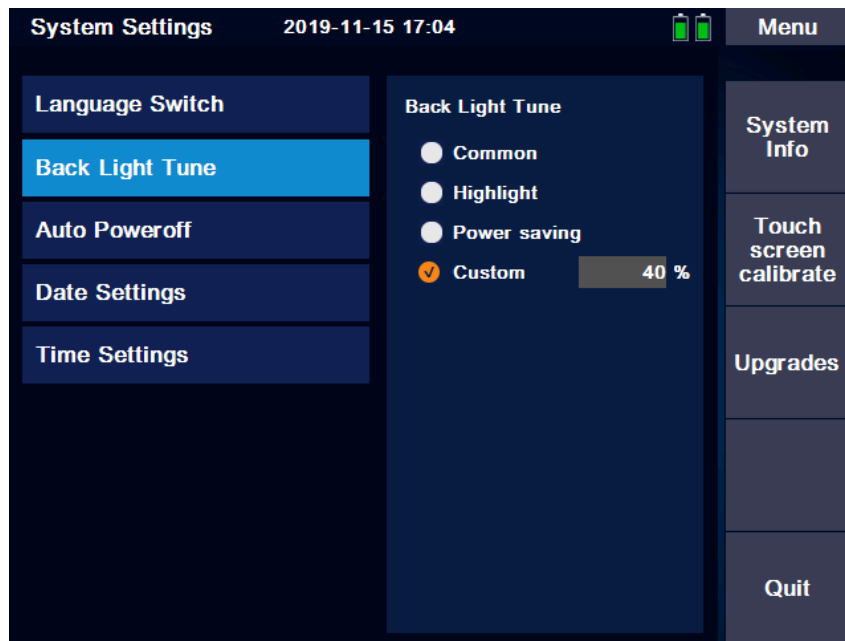 System Settings 2019-11-15 17:04
Menu
Language Switch
Back Light Tune
Auto Poweroff
Date Settings
Time Settings
Back Light Tune
Common
Highlight
Power saving
Custom 40 %
System
Info
Touch
screen
calibrate
Upgrades
Quit